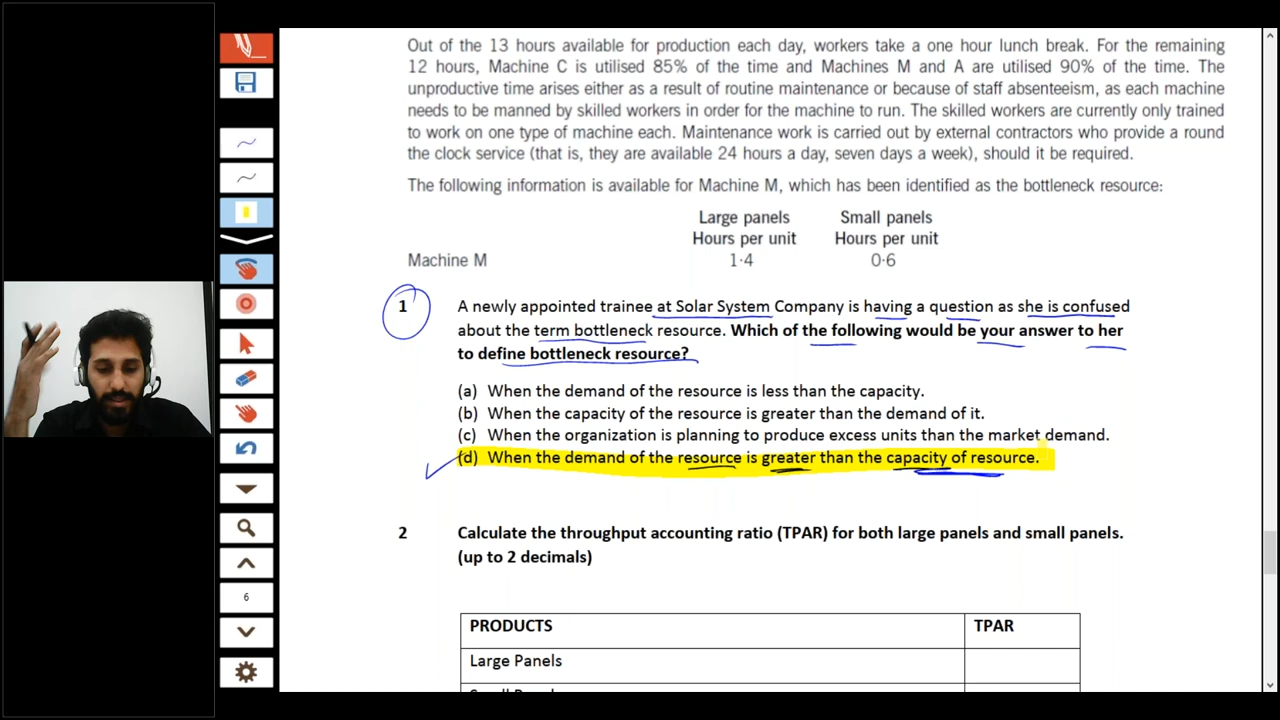 Out of the 13 hours available for production each day, workers take a one hour lunch break. For the remaining
12 hours, Machine C is utilised 85% of the time and Machines M and A are utilised 90% of the time. The
unproductive time arises either as a result of routine maintenance or because of staff absenteeism, as each machine
needs to be manned by skilled workers in order for the machine to run. The skilled workers are currently only trained
to work on one type of machine each. Maintenance work is carried out by external contractors who provide a round
the clock service (that is, they are available 24 hours a day, seven days a week), should it be required.
The following information is available for Machine M, which has been identified as the bottleneck resource:
Large panels Small panels
Hours per unit Hours per unit
Machine M 1·4 0·6
1 A newly appointed trainee at Solar System Company is having a question as she is confused
about the term bottleneck resource. Which of the following would be your answer to her
to define bottleneck resource?
(a) When the demand of the resource is less than the capacity.
(b) When the capacity of the resource is greater than the demand of it.
(c) When the organization is planning to produce excess units than the market demand.
(d) When the demand of the resource is greater than the capacity of resource.
2 Calculate the throughput accounting ratio (TPAR) for both large panels and small panels.
(up to 2 decimals)
PRODUCTS TPAR
Large Panels
6